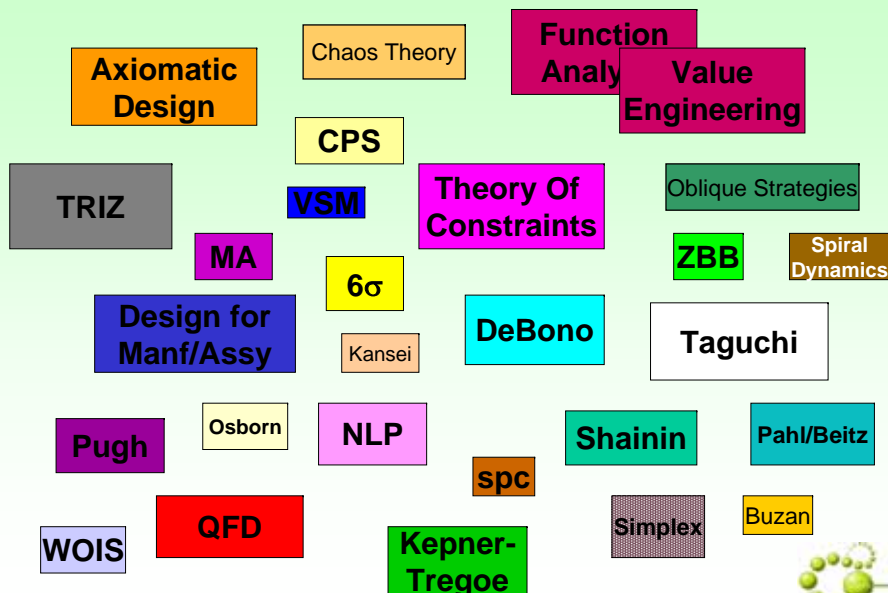 Chaos Theory
Function
Analy
Axiomatic
Design
Value
Engineering
CPS
TRIZ
VSM
Theory Of
Constraints
Oblique Strategies
MA
ZBB
Spiral
Dynamics
6σ
Design for
Manf/Assy
Kansei
DeBono
Taguchi
Pugh
Osborn
NLP
Shainin
Pahl/Beitz
spc
WOIS
QFD
Kepner-
Tregoe
Simplex
Buzan